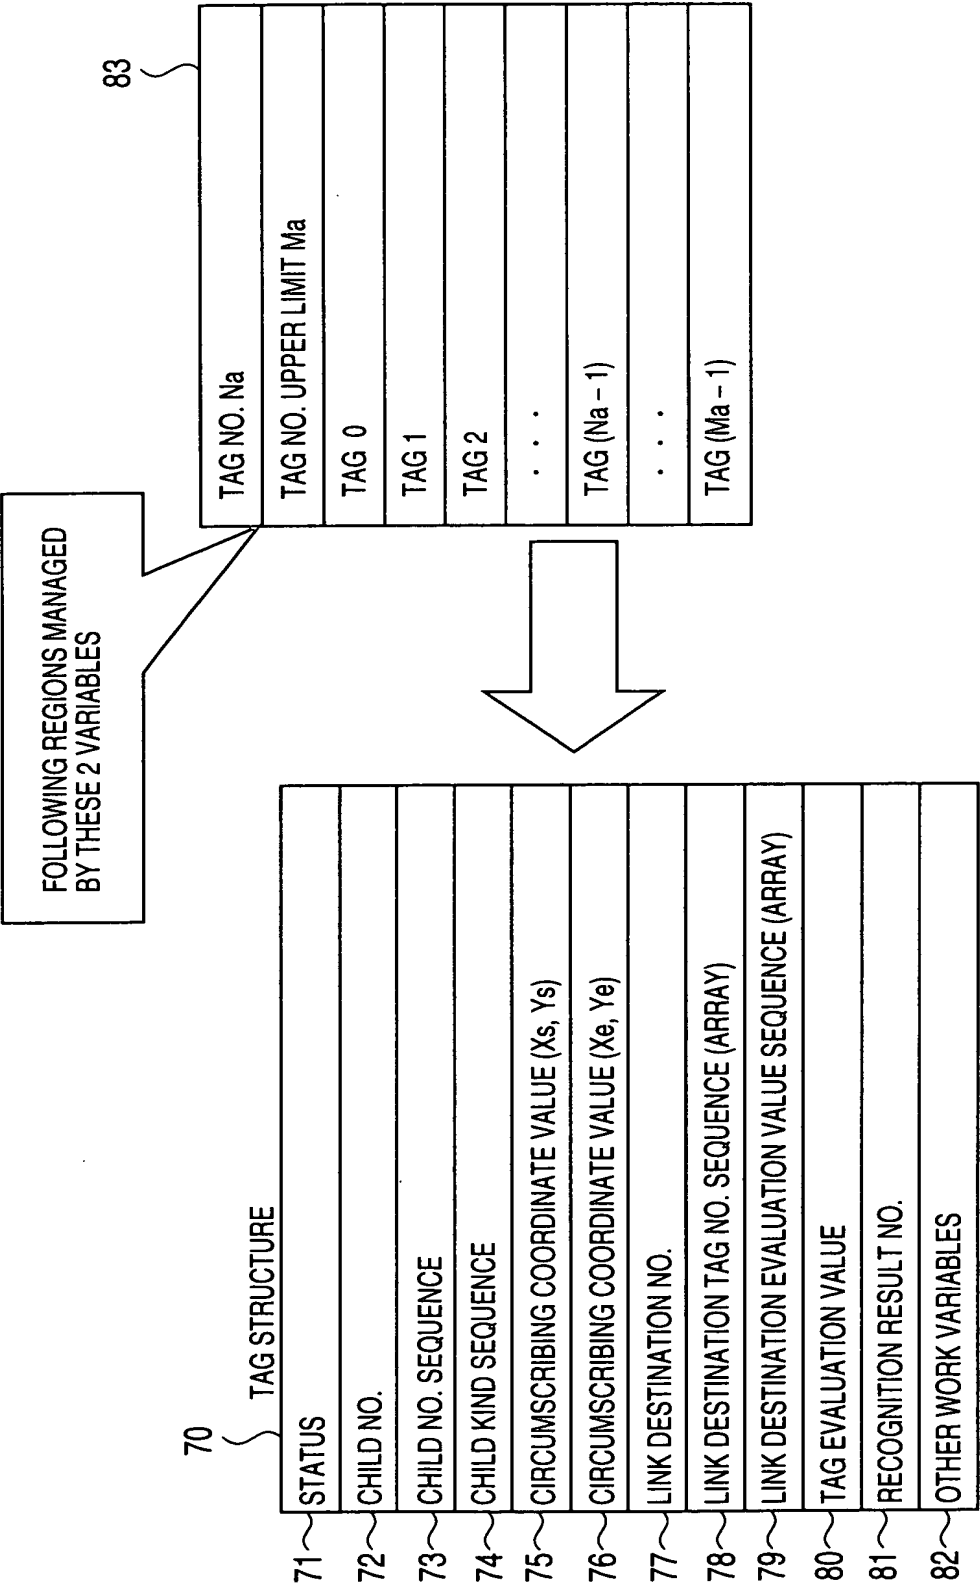 FOLLOWING REGIONS MANAGED
BY THESE 2 VARIABLES
70
TAG STRUCTURE
71 STATUS
72 CHILD NO.
73 CHILD NO. SEQUENCE
74 CHILD KIND SEQUENCE
75 CIRCUMSCRIBING COORDINATE VALUE (Xs, Ys)
76 CIRCUMSCRIBING COORDINATE VALUE (Xe, Ye)
77 LINK DESTINATION NO.
78 LINK DESTINATION TAG NO. SEQUENCE (ARRAY)
79 LINK DESTINATION EVALUATION VALUE SEQUENCE (ARRAY)
80 TAG EVALUATION VALUE
81 RECOGNITION RESULT NO.
82 OTHER WORK VARIABLES
83
TAG NO. Na
TAG NO. UPPER LIMIT Ma
TAG 0
TAG 1
TAG 2
· · ·
TAG (Na – 1)
· · ·
TAG (Ma – 1)